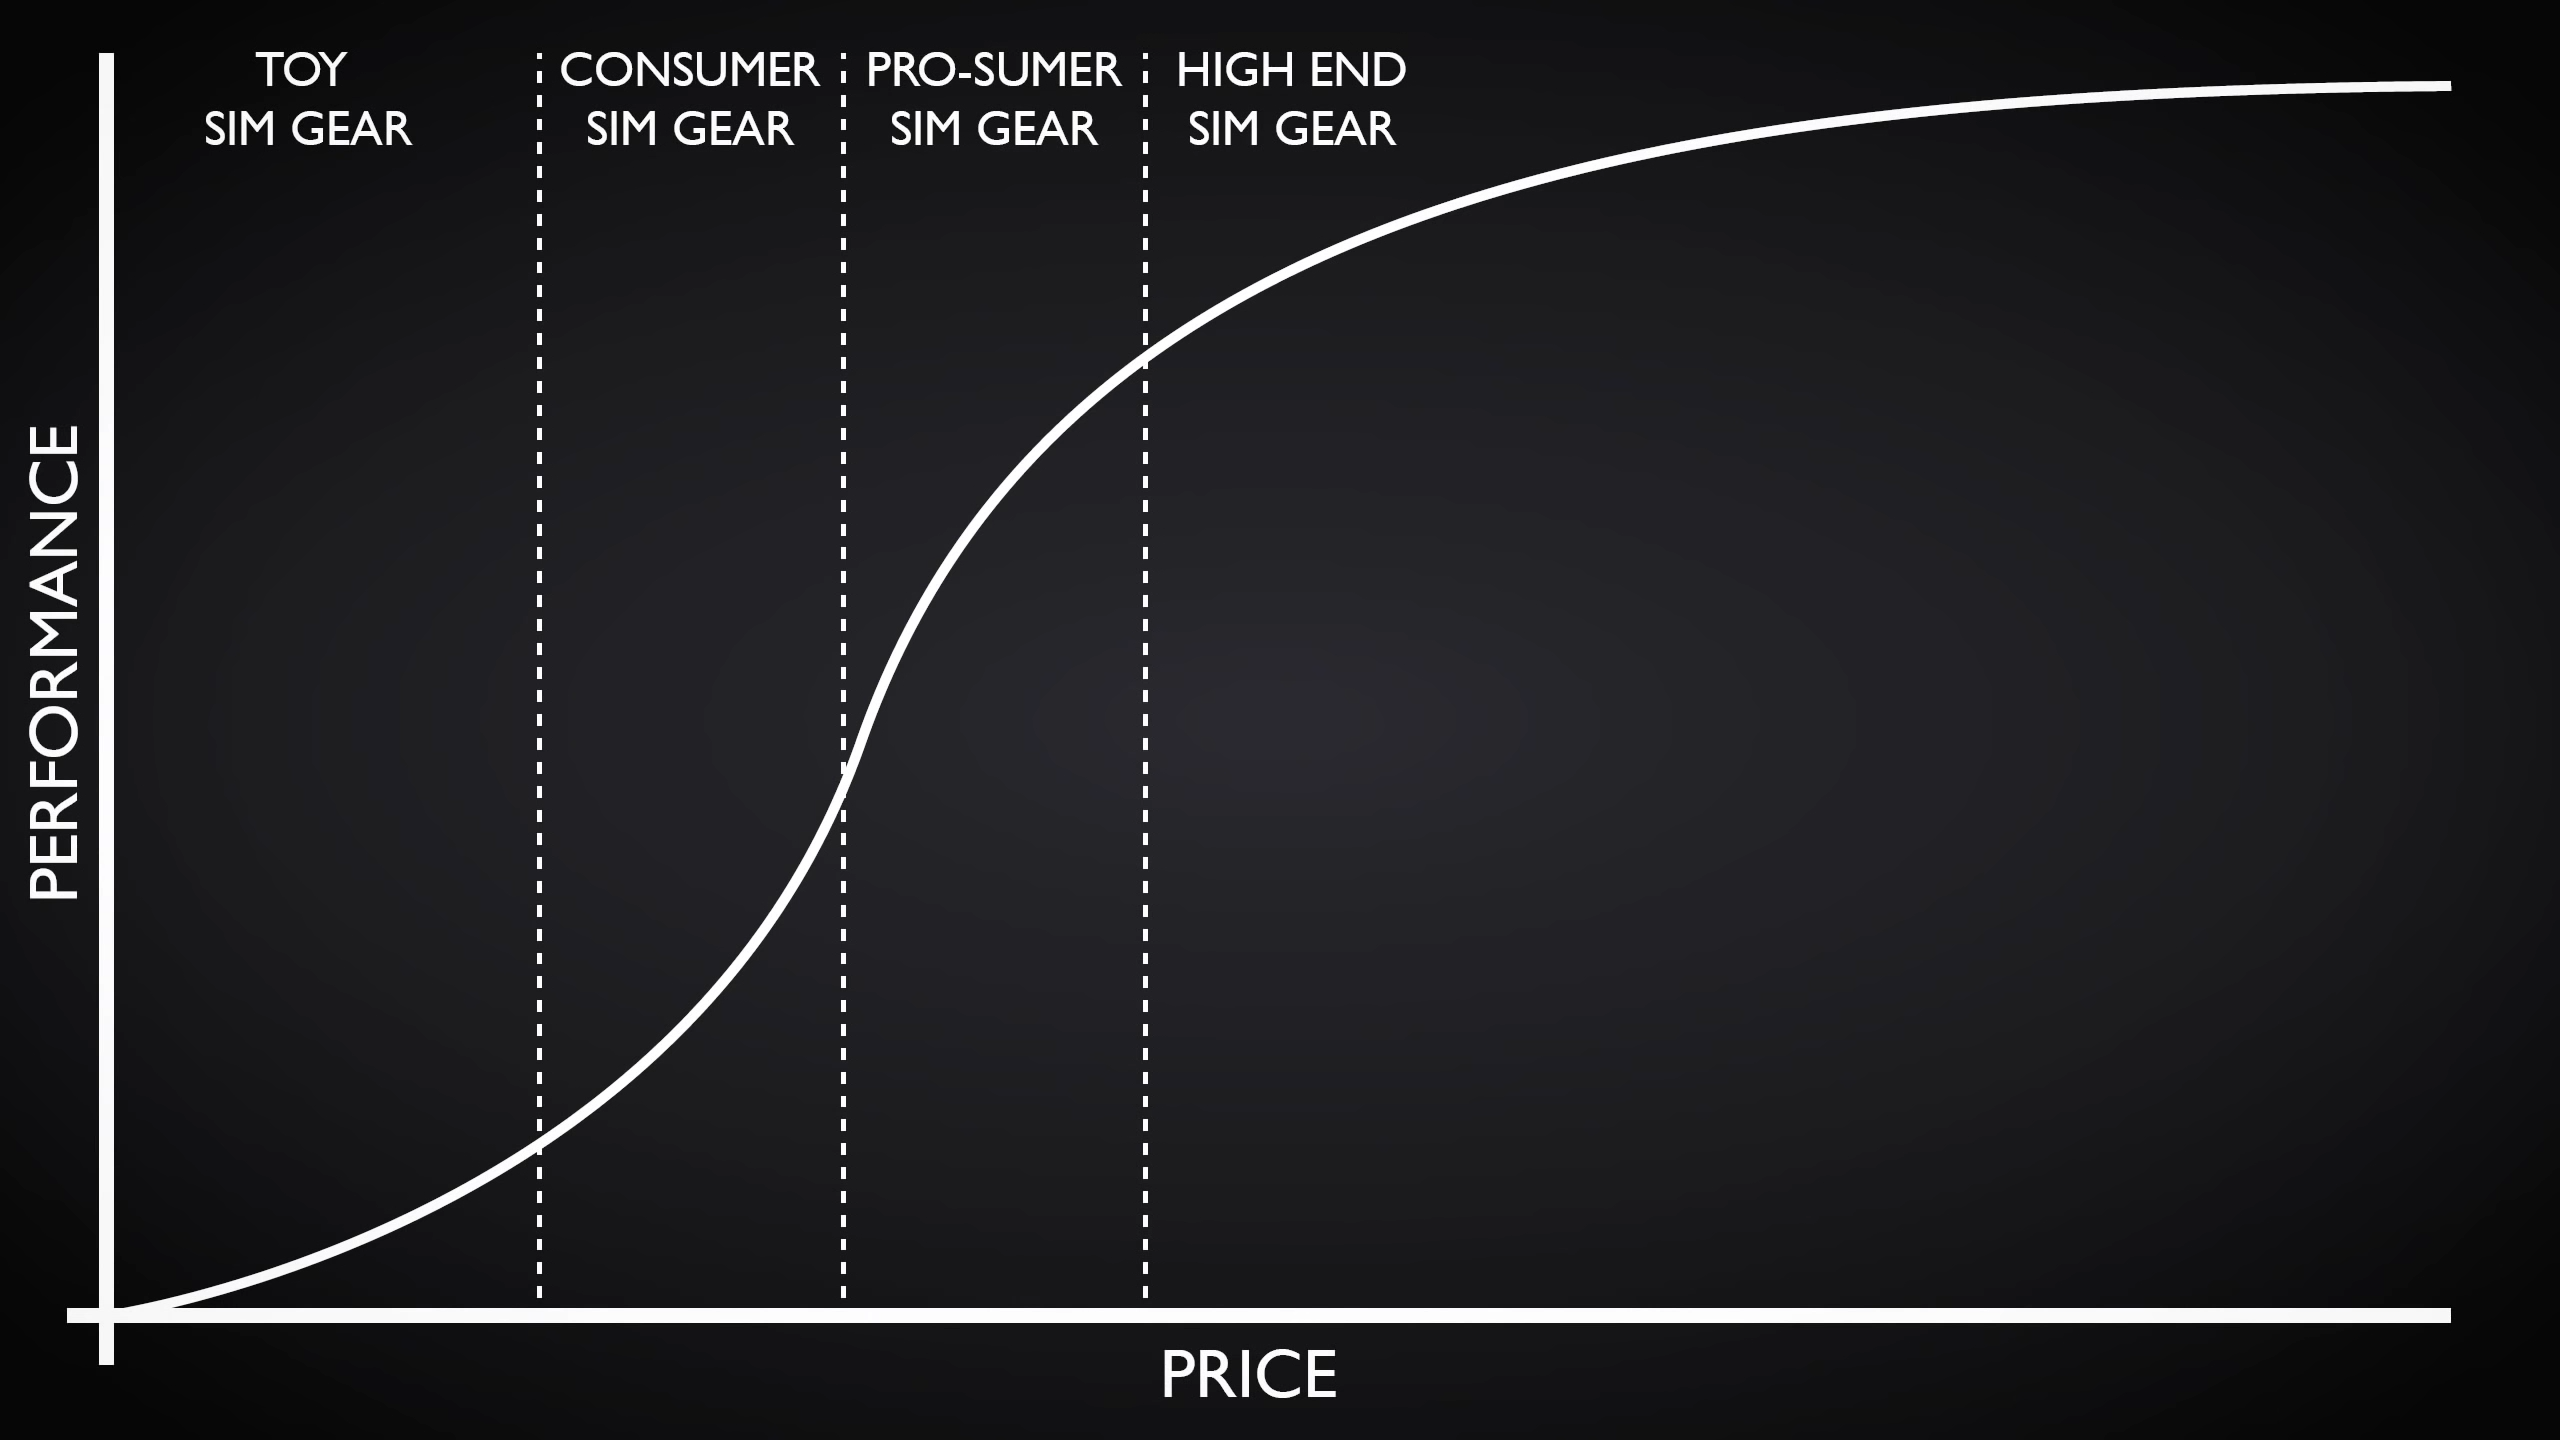 TOY
SIM GEAR
CONSUMER
SIM GEAR
PRO-SUMER
SIM GEAR
HIGH END
SIM GEAR
PERFORMANCE
PRICE